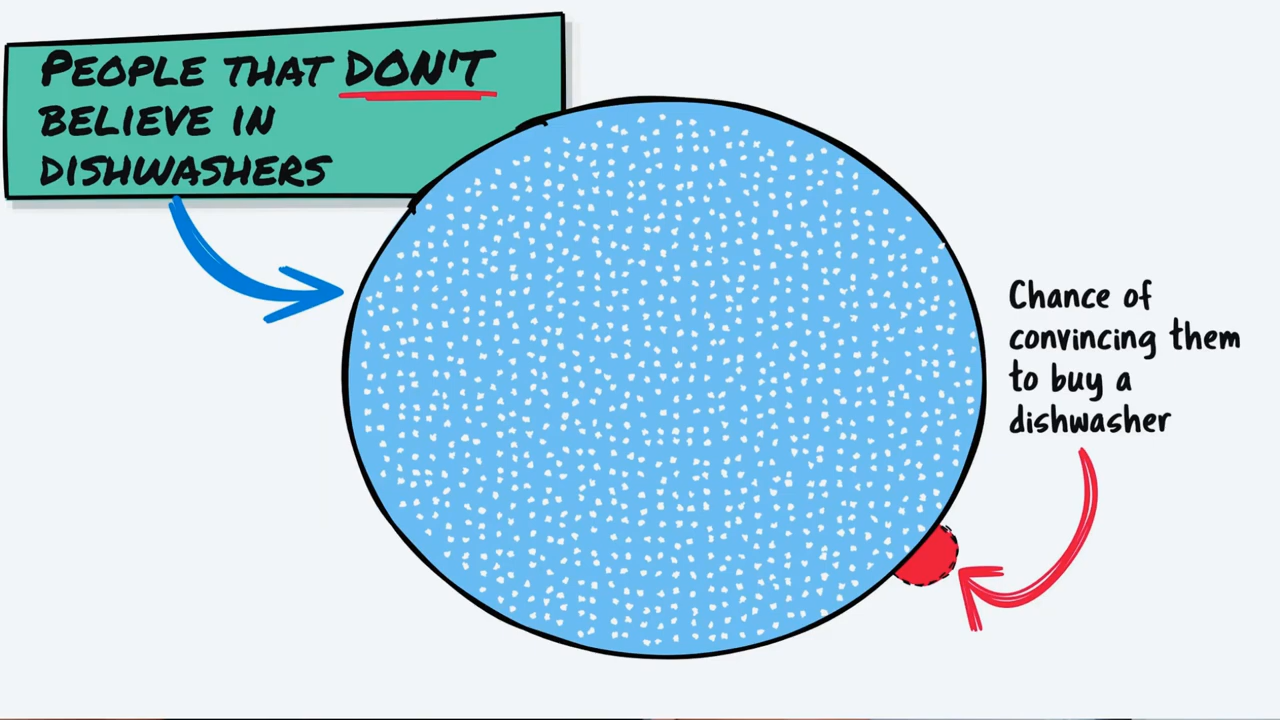 PEOPLE THAT DON'T
BELIEVE IN
DISHWASHERS
Chance of
convincing them
to buy a
dishwasher